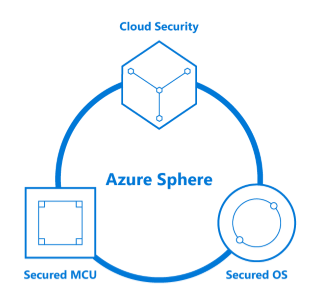 Cloud Security
Azure Sphere
Secured MCU
Secured OS